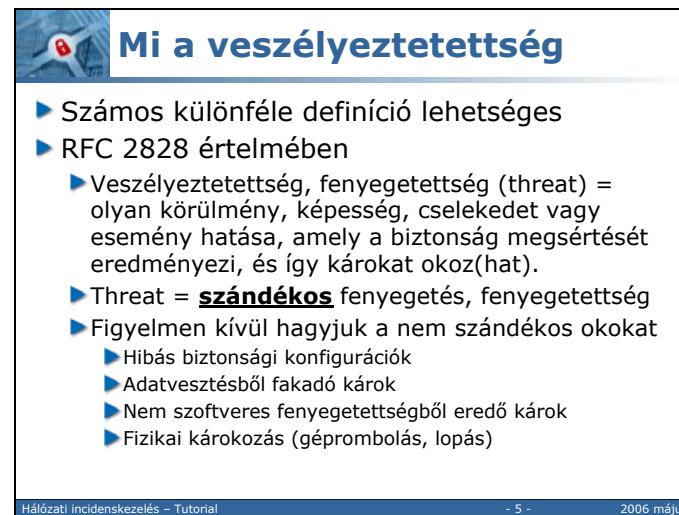 Mi a veszélyeztetettség
Számos különféle definíció lehetséges
RFC 2828 értelmében
Veszélyeztetettség, fenyegetettség (threat) =
olyan körülmény, képesség, cselekedet vagy
esemény hatása, amely a biztonság megsértését
eredményezi, és így károkat okoz(hat).
Threat = szándékos fenyegetés, fenyegetettség
Figyelmen kívül hagyjuk a nem szándékos okokat
Hibás biztonsági konfigurációk
Adatvesztésből fakadó károk
Nem szoftveres fenyegetettségből eredő károk
Fizikai károkozás (géprombolás, lopás)
Hálózati incidenskezelés – Tutorial - 5 - 2006 máju